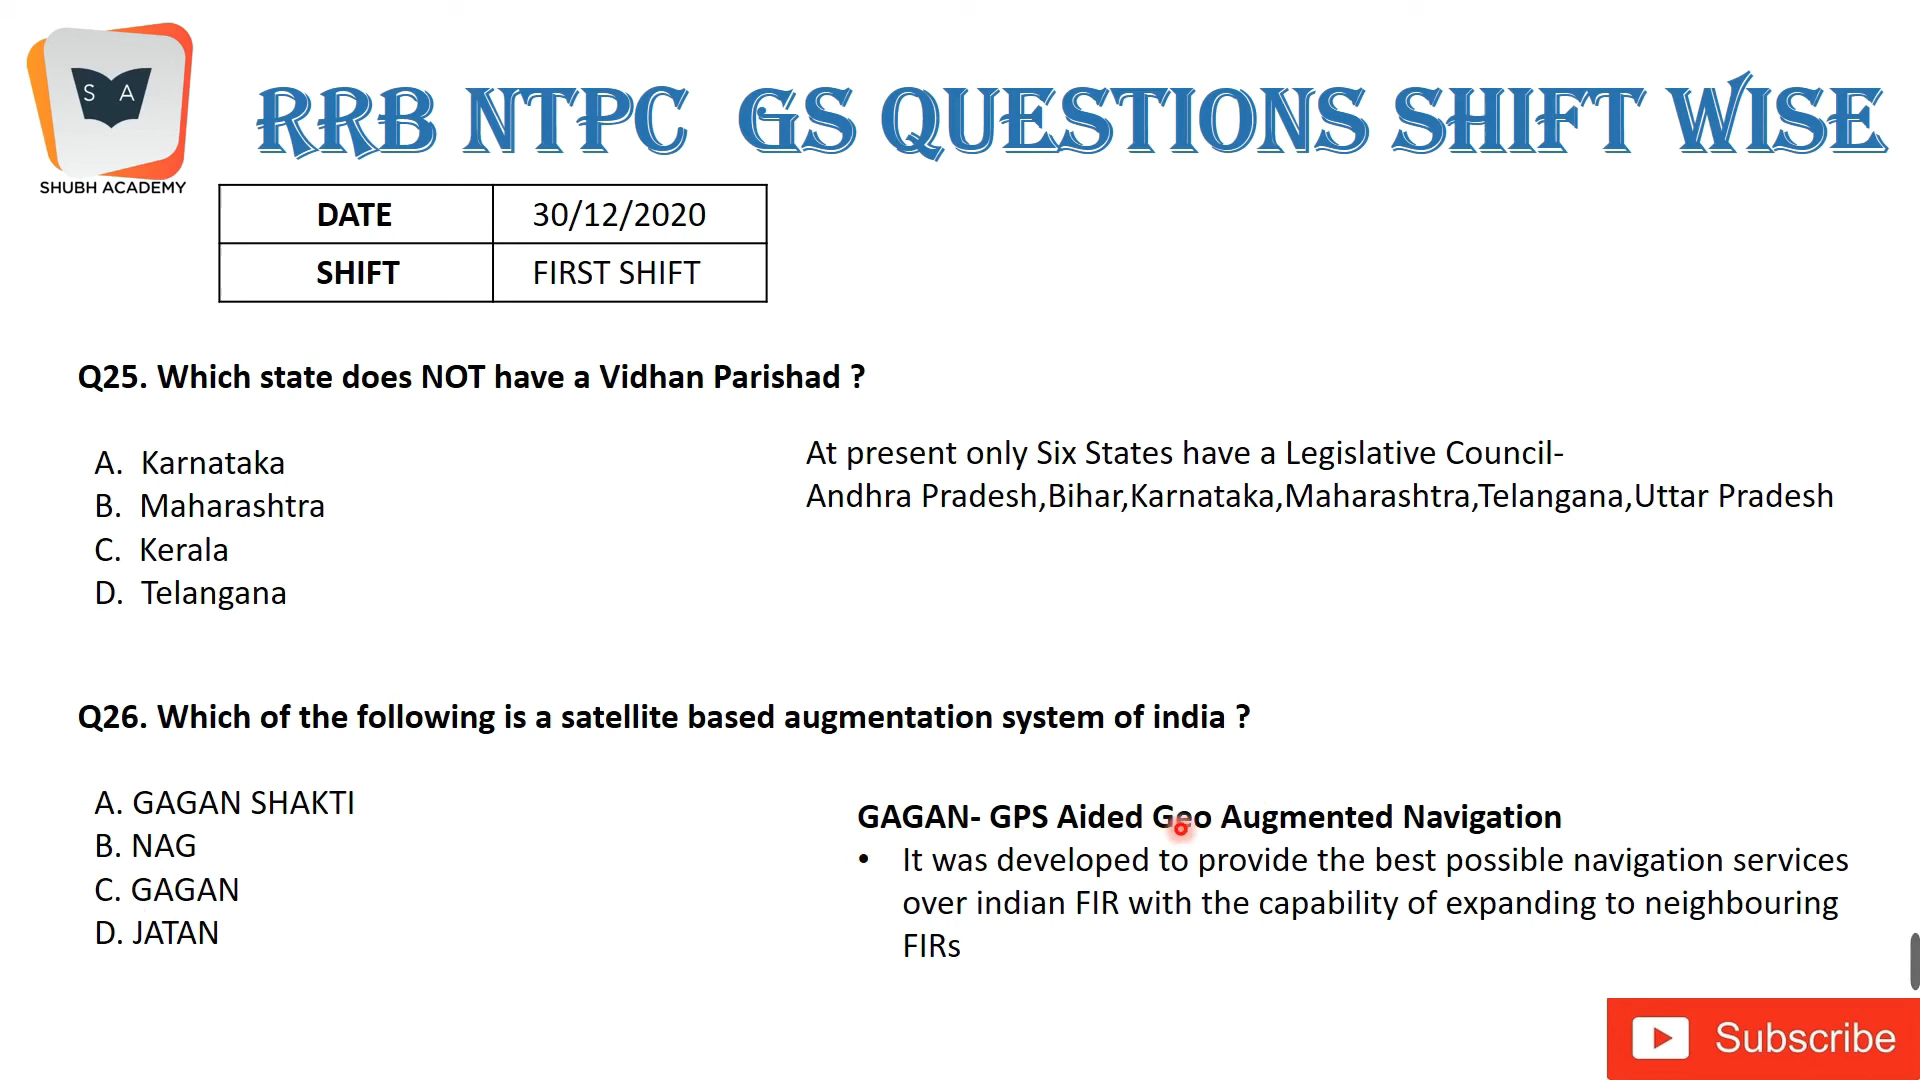 S A
SHUBH ACADEMY
RRB NTPC GS QUESTIONS SHIFT WISE
DATE 30/12/2020
SHIFT FIRST SHIFT
Q25. Which state does NOT have a Vidhan Parishad ?
A. Karnataka
B. Maharashtra
C. Kerala
D. Telangana
At present only Six States have a Legislative Council-
Andhra Pradesh,Bihar,Karnataka,Maharashtra,Telangana,Uttar Pradesh
Q26. Which of the following is a satellite based augmentation system of india ?
A. GAGAN SHAKTI
B. NAG
C. GAGAN
D. JATAN
GAGAN- GPS Aided Geo Augmented Navigation
• It was developed to provide the best possible navigation services
over indian FIR with the capability of expanding to neighbouring
FIRs
Subscribe